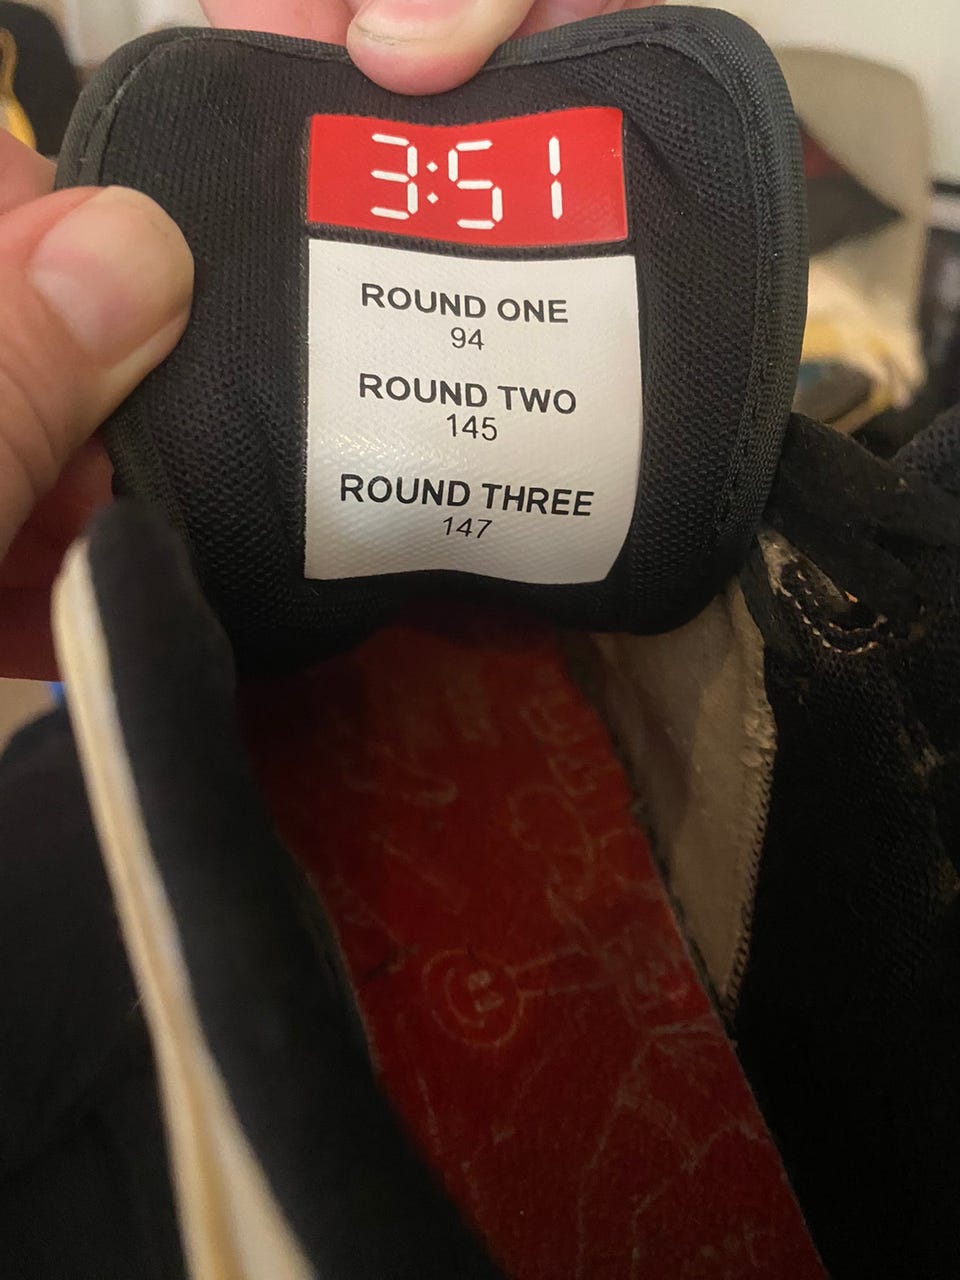 3:51
ROUND ONE
94
ROUND TWO
145
ROUND THREE
147